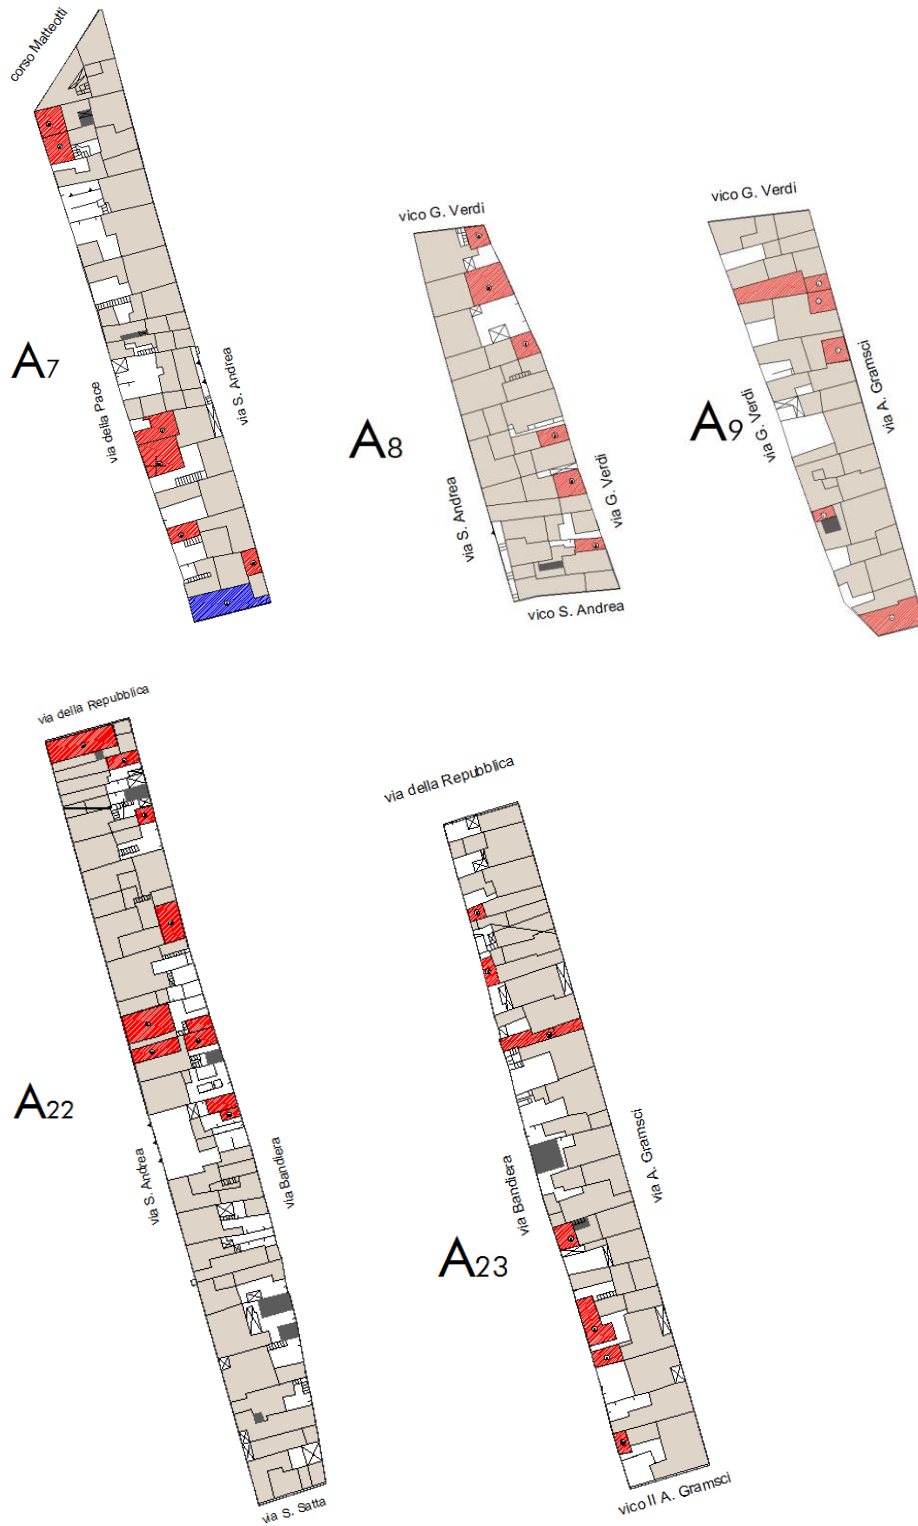 corso Matteotti
A7
via della Pace
via S. Andrea
vico G. Verdi
A8
via S. Andrea
via G. Verdi
vico S. Andrea
vico G. Verdi
A9
via G. Verdi
via A. Gramsci
via della Repubblica
A22
via S. Andrea
via Bandiera
via S. Satta
via della Repubblica
via Bandiera
via A. Gramsci
A23
vico II A. Gramsci